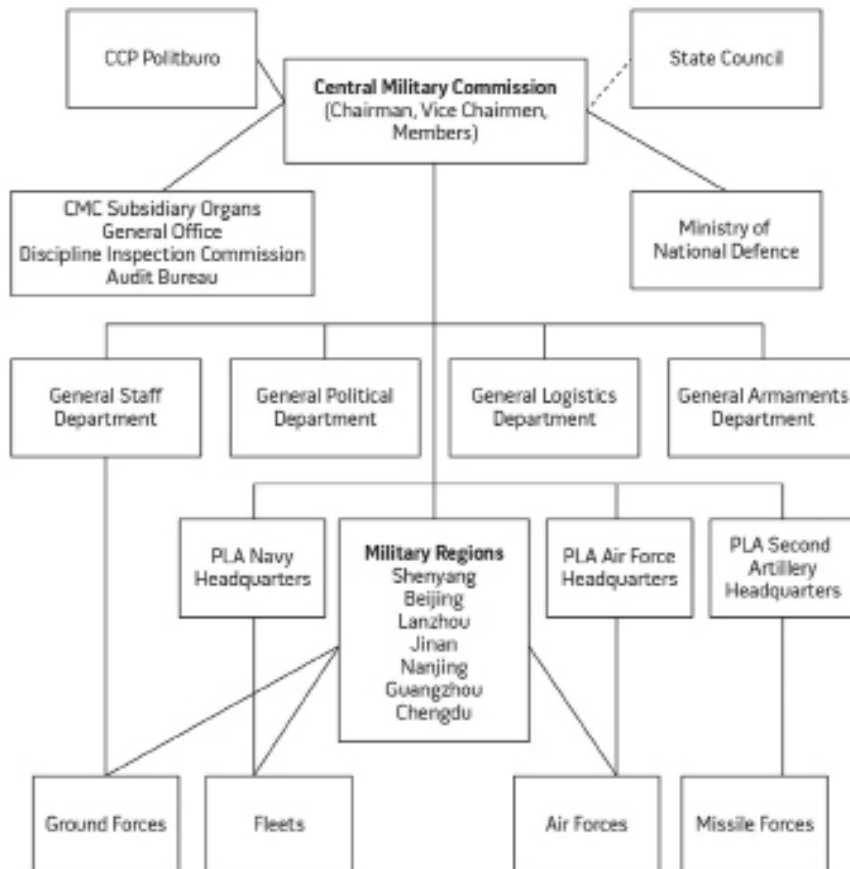 CCP Politburo
Central Military Commission
(Chairman, Vice Chairmen,
Members)
State Council
CMC Subsidiary Organs
General Office
Discipline Inspection Commission
Audit Bureau
Ministry of
National Defence
General Staff
Department
General Political
Department
General Logistics
Department
General Armaments
Department
PLA Navy
Headquarters
Military Regions
Shenyang
Beijing
Lanzhou
Jinan
Nanjing
Guangzhou
Chengdu
PLA Air Force
Headquarters
PLA Second
Artillery
Headquarters
Ground Forces
Fleets
Air Forces
Missile Forces